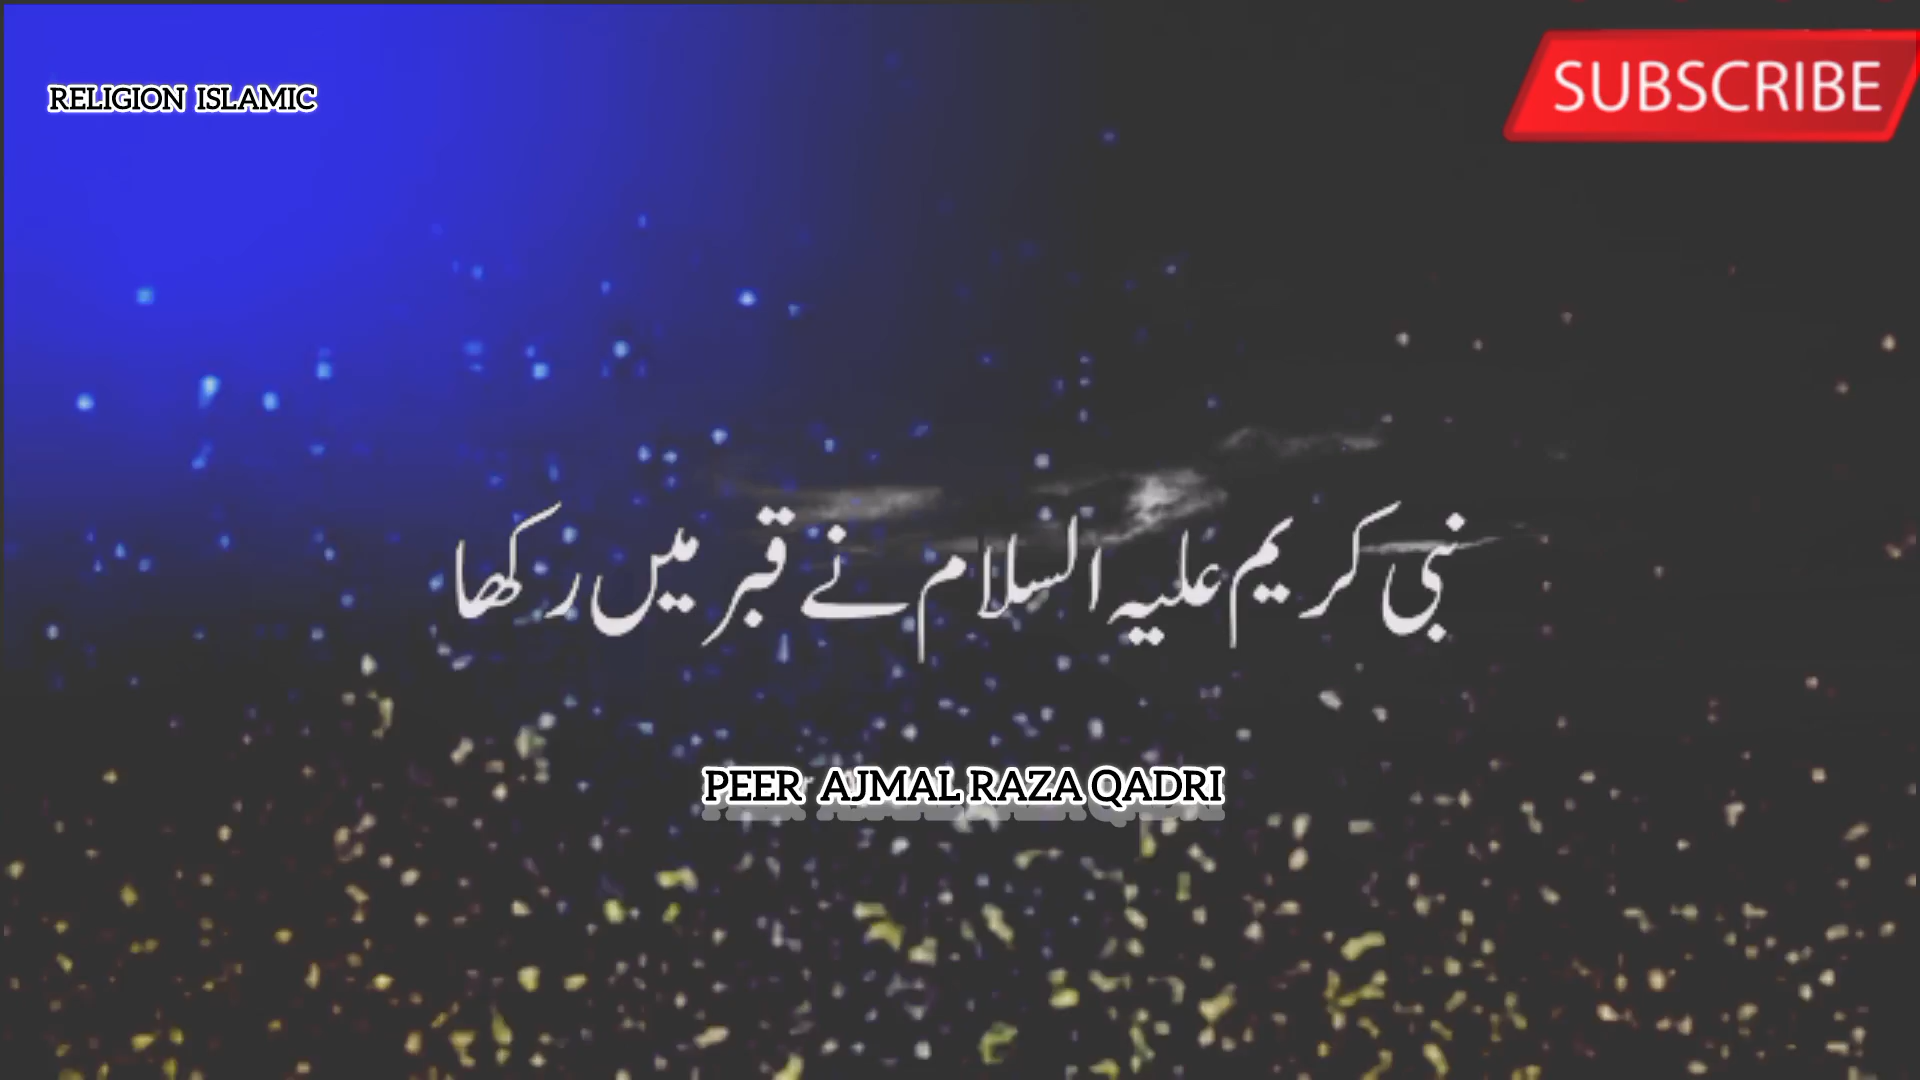 RELIGION ISLAMIC
SUBSCRIBE
نبی کریم علیہ السلام نے قبر میں رکھا
PEER AJMAL RAZA QADRI